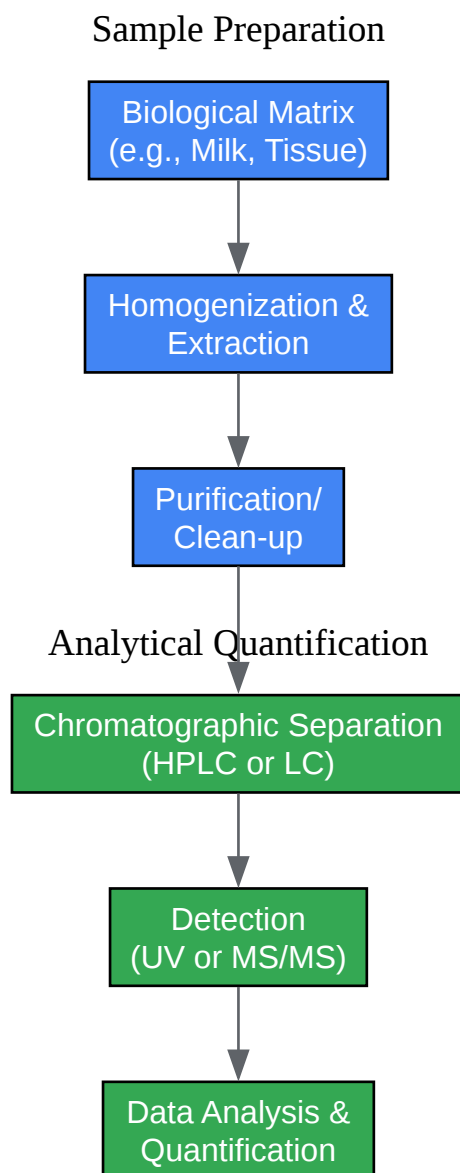 Sample Preparation
Biological Matrix
(e.g., Milk, Tissue)
Homogenization &
Extraction
Purification/
Clean-up
Analytical Quantification
Chromatographic Separation
(HPLC or LC)
Detection
(UV or MS/MS)
Data Analysis &
Quantification